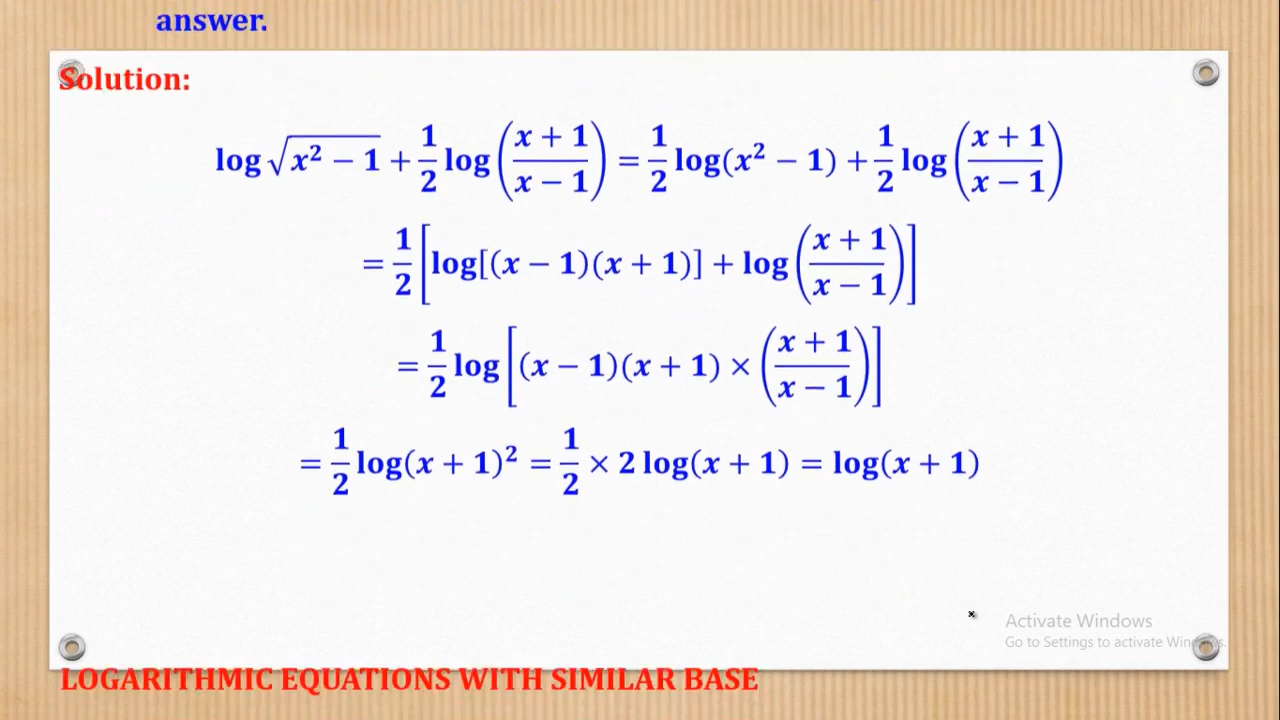 answer.
Solution:
log √(x² − 1) + 1/2 log ((x + 1)/(x − 1)) = 1/2 log(x² − 1) + 1/2 log ((x + 1)/(x − 1))
= 1/2 [log[(x − 1)(x + 1)] + log ((x + 1)/(x − 1))]
= 1/2 log [(x − 1)(x + 1) × ((x + 1)/(x − 1))]
= 1/2 log(x + 1)² = 1/2 × 2 log(x + 1) = log(x + 1)
Activate Windows
Go to Settings to activate Windows.
LOGARITHMIC EQUATIONS WITH SIMILAR BASE